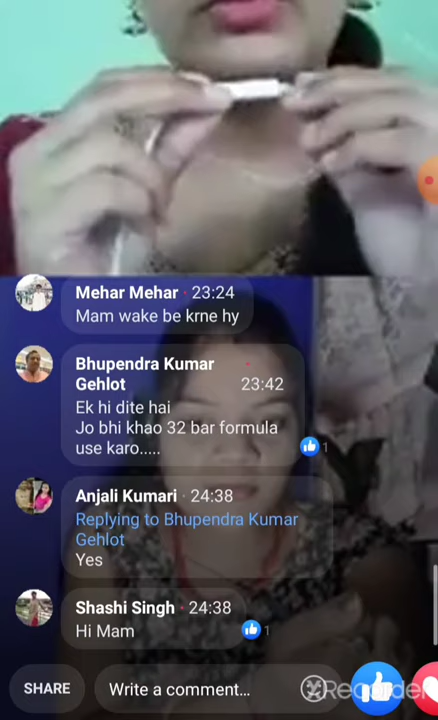 Mehar Mehar · 23:24
Mam wake be krne hy
Bhupendra Kumar
Gehlot 23:42
Ek hi dite hai
Jo bhi khao 32 bar formula
use karo.....
1
Anjali Kumari · 24:38
Replying to Bhupendra Kumar
Gehlot
Yes
Shashi Singh · 24:38
Hi Mam
1
SHARE
Write a comment...
Recorder